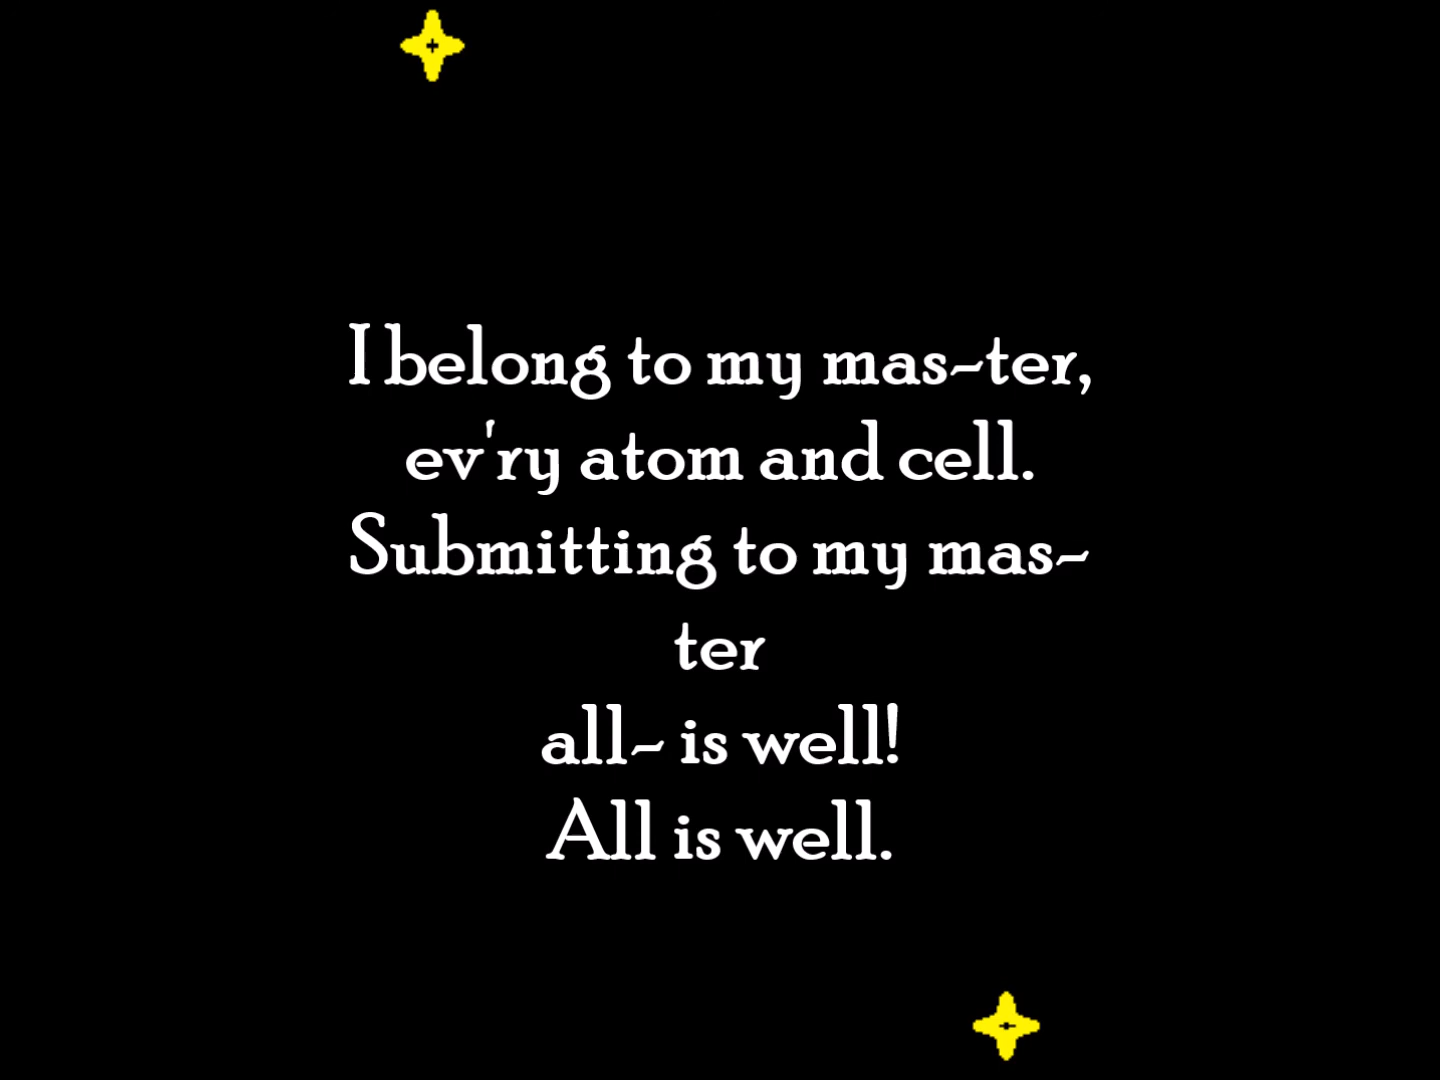 I belong to my mas-ter,
ev'ry atom and cell.
Submitting to my mas-
ter
all- is well!
All is well.